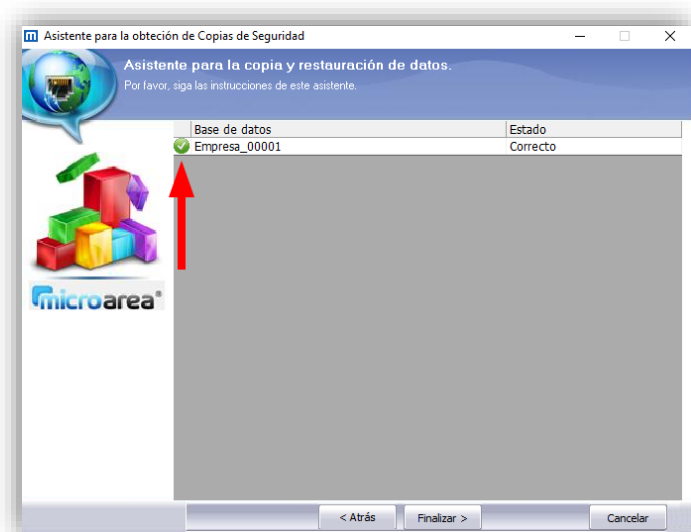 Asistente para la obteción de Copias de Seguridad
Asistente para la copia y restauración de datos.
Por favor, siga las instrucciones de este asistente.
Base de datos Estado
Empresa_00001 Correcto
microarea®
< Atrás Finalizar > Cancelar